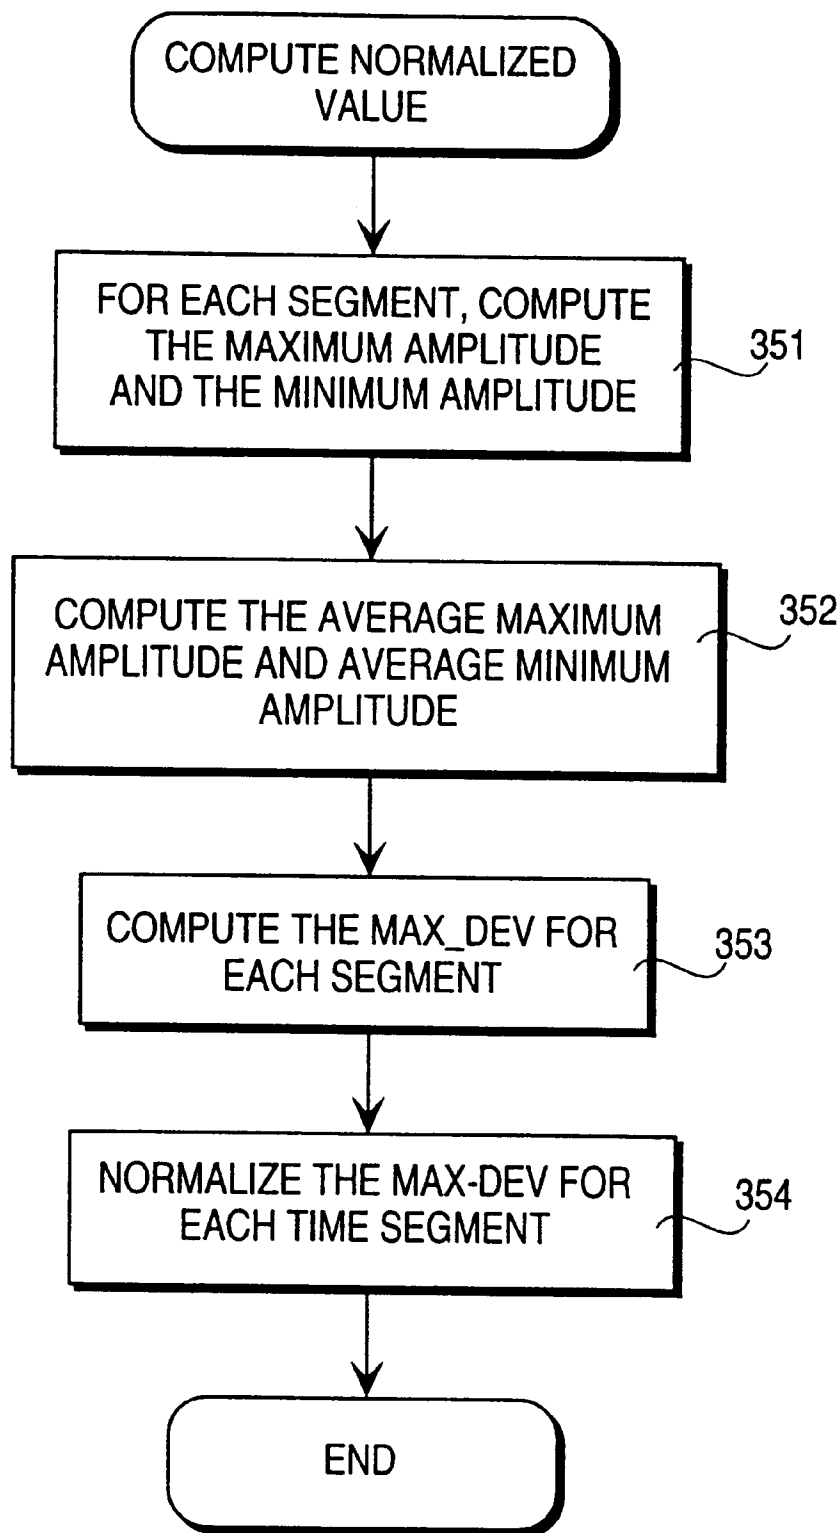 COMPUTE NORMALIZED
VALUE
FOR EACH SEGMENT, COMPUTE
THE MAXIMUM AMPLITUDE
AND THE MINIMUM AMPLITUDE
351
COMPUTE THE AVERAGE MAXIMUM
AMPLITUDE AND AVERAGE MINIMUM
AMPLITUDE
352
COMPUTE THE MAX_DEV FOR
EACH SEGMENT
353
NORMALIZE THE MAX-DEV FOR
EACH TIME SEGMENT
354
END